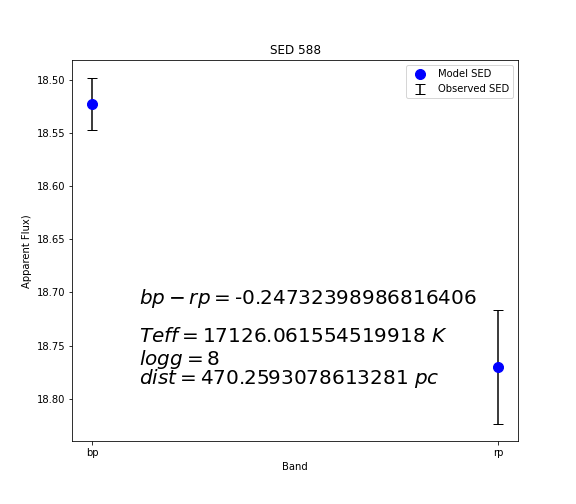 SED 588
Model SED
Observed SED
18.50
18.55
18.60
18.65
18.70
18.75
18.80
Apparent Flux)
bp − rp = -0.24732398986816406
Teff = 17126.061554519918 K
logg = 8
dist = 470.2593078613281 pc
bp
rp
Band